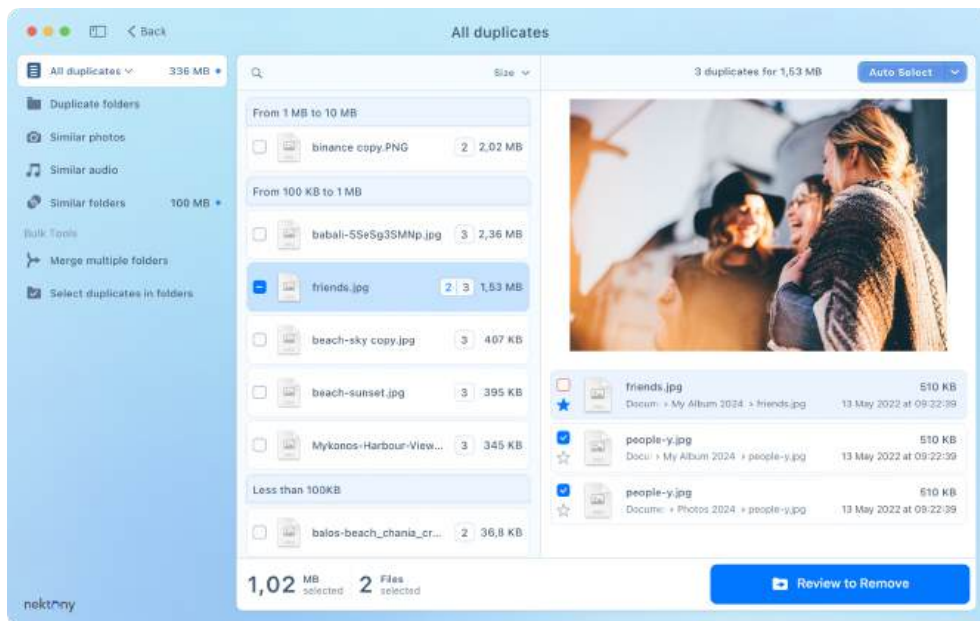 Back
All duplicates
All duplicates 336 MB
Duplicate folders
Similar photos
Similar audio
Similar folders 100 MB
Bulk Tools
Merge multiple folders
Select duplicates in folders
nektony
Size
From 1 MB to 10 MB
binance copy.PNG 2 2,02 MB
From 100 KB to 1 MB
babali-5SeSg3SMNp.jpg 3 2,36 MB
friends.jpg 2 3 1,53 MB
beach-sky copy.jpg 3 407 KB
beach-sunset.jpg 3 395 KB
Mykonos-Harbour-View... 3 345 KB
Less than 100KB
balos-beach_chania_cr... 2 36,8 KB
3 duplicates for 1,53 MB Auto Select
friends.jpg 510 KB
› My Album 2024 › friends.jpg 13 May 2022 at 09:22:39
people-y.jpg 510 KB
› My Album 2024 › people-y.jpg 13 May 2022 at 09:22:39
people-y.jpg 510 KB
› Photos 2024 › people-y.jpg 13 May 2022 at 09:22:39
1,02 MB selected 2 Files selected
Review to Remove